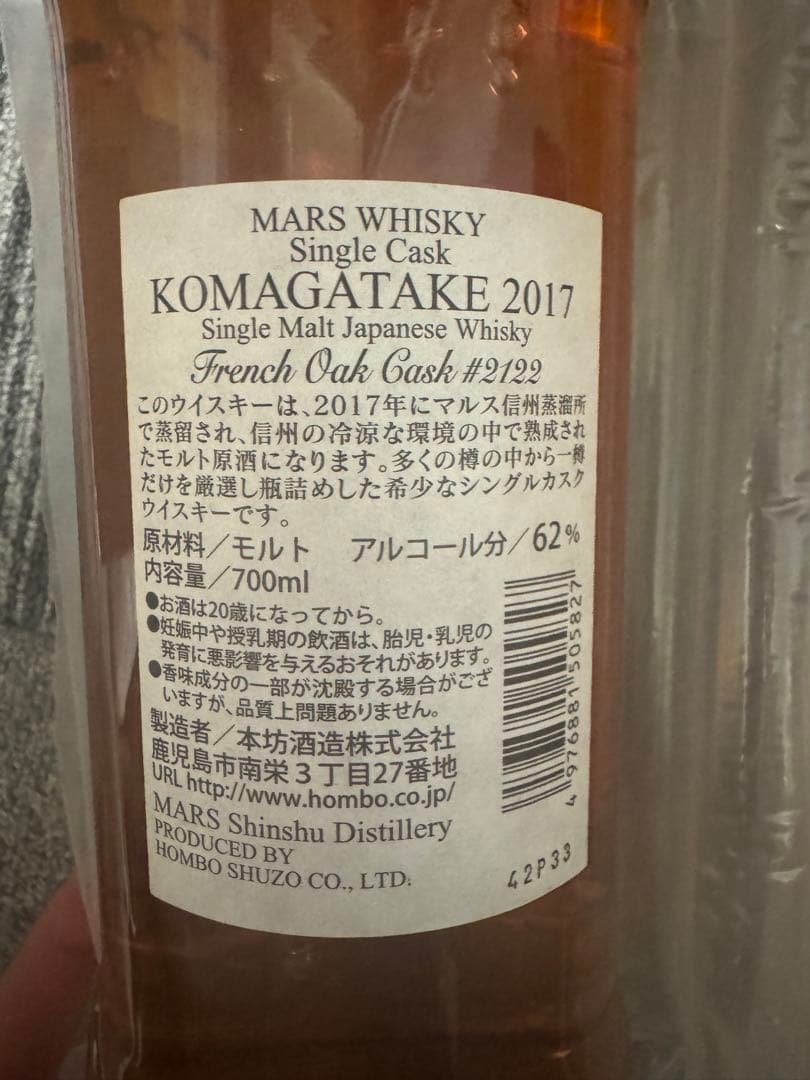 MARS WHISKY
Single Cask
KOMAGATAKE 2017
Single Malt Japanese Whisky
French Oak Cask #2122
このウイスキーは、2017年にマルス信州蒸溜所
で蒸留され、信州の冷涼な環境の中で熟成され
たモルト原酒になります。多くの樽の中から一樽
だけを厳選し瓶詰めした希少なシングルカスク
ウイスキーです。
原材料／モルト アルコール分／62%
内容量／700ml
●お酒は20歳になってから。
●妊娠中や授乳期の飲酒は、胎児・乳児の
発育に悪影響を与えるおそれがあります。
●香味成分の一部が沈殿する場合がござ
いますが、品質上問題ありません。
製造者／本坊酒造株式会社
鹿児島市南栄3丁目27番地
URL http://www.hombo.co.jp/
MARS Shinshu Distillery
PRODUCED BY
HOMBO SHUZO CO., LTD.
4976881505827
42P33